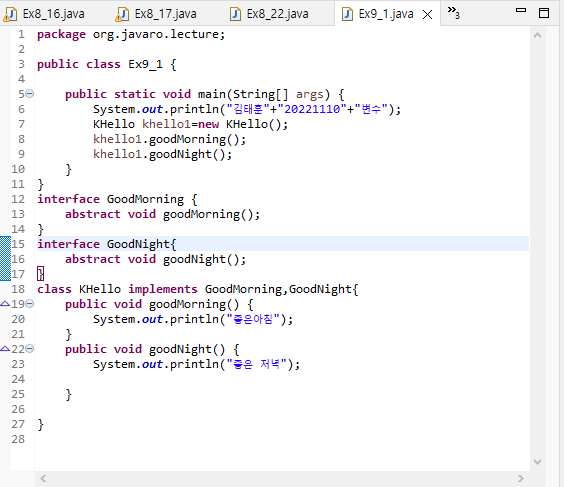 Ex8_16.java
Ex8_17.java
Ex8_22.java
Ex9_1.java
3
1 package org.javaro.lecture;
2
3 public class Ex9_1 {
4
5     public static void main(String[] args) {
6         System.out.println("김태훈"+"20221110"+"변수");
7         KHello khello1=new KHello();
8         khello1.goodMorning();
9         khello1.goodNight();
10     }
11 }
12 interface GoodMorning {
13     abstract void goodMorning();
14 }
15 interface GoodNight{
16     abstract void goodNight();
17 }
18 class KHello implements GoodMorning,GoodNight{
19     public void goodMorning() {
20         System.out.println("좋은아침");
21     }
22     public void goodNight() {
23         System.out.println("좋은 저녁");
24
25     }
26
27 }
28